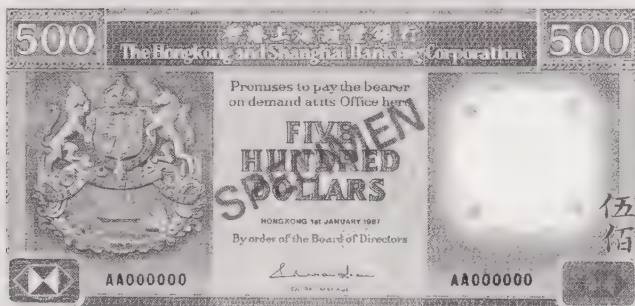 500 香港上海滙豐銀行 500
The Hongkong and Shanghai Banking Corporation
Promises to pay the bearer
on demand at its Office here
FIVE
HUNDRED
DOLLARS
SPECIMEN
HONGKONG 1st JANUARY 1987
By order of the Board of Directors
伍
佰
AA000000 AA000000